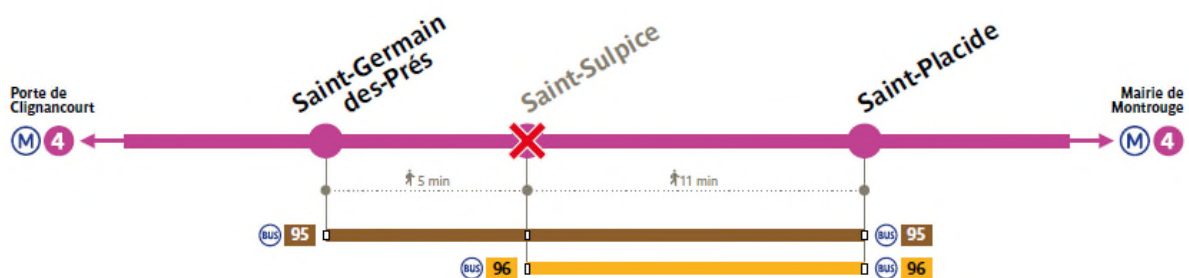 Saint-Germain
des-Prés
Saint-Sulpice
Saint-Placide
Porte de
Clignancourt
M 4
Mairie de
Montrouge
M 4
5 min
11 min
BUS 95
BUS 95
BUS 96
BUS 96